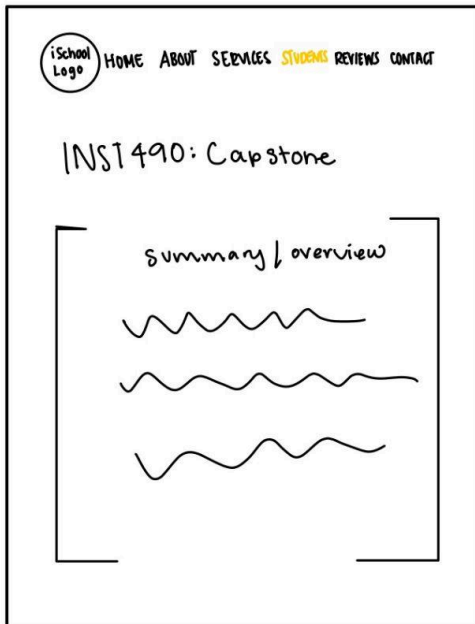 iSchool
Logo
HOME ABOUT SERVICES STUDENTS REVIEWS CONTACT
INST490: Capstone
summary / overview